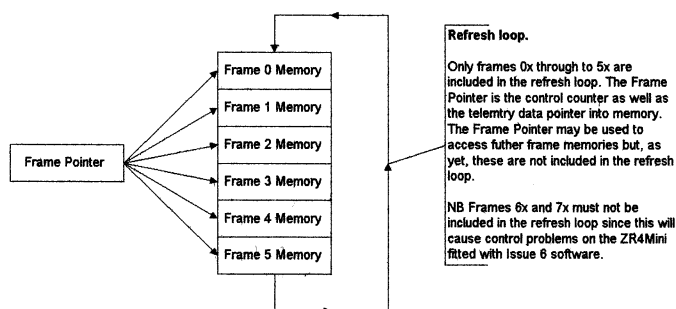 Refresh loop.
Only frames 0x through to 5x are
included in the refresh loop. The Frame
Pointer is the control counter as well as
the telemtry data pointer into memory.
The Frame Pointer may be used to
access futher frame memories but, as
yet, these are not included in the refresh
loop.
NB Frames 6x and 7x must not be
included in the refresh loop since this will
cause control problems on the ZR4Mini
fitted with Issue 6 software.
Frame 0 Memory
Frame 1 Memory
Frame 2 Memory
Frame 3 Memory
Frame 4 Memory
Frame 5 Memory
Frame Pointer